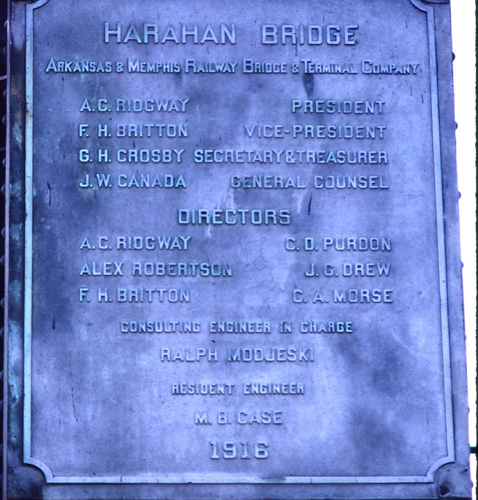 HARAHAN BRIDGE
ARKANSAS & MEMPHIS RAILWAY BRIDGE & TERMINAL COMPANY
A. C. RIDGWAY PRESIDENT
F. H. BRITTON VICE-PRESIDENT
G. H. CROSBY SECRETARY & TREASURER
J. W. CANADA GENERAL COUNSEL
DIRECTORS
A. C. RIDGWAY C. D. PURDON
ALEX ROBERTSON J. G. DREW
F. H. BRITTON C. A. MORSE
CONSULTING ENGINEER IN CHARGE
RALPH MODJESKI
RESIDENT ENGINEER
M. B. CASE
1916